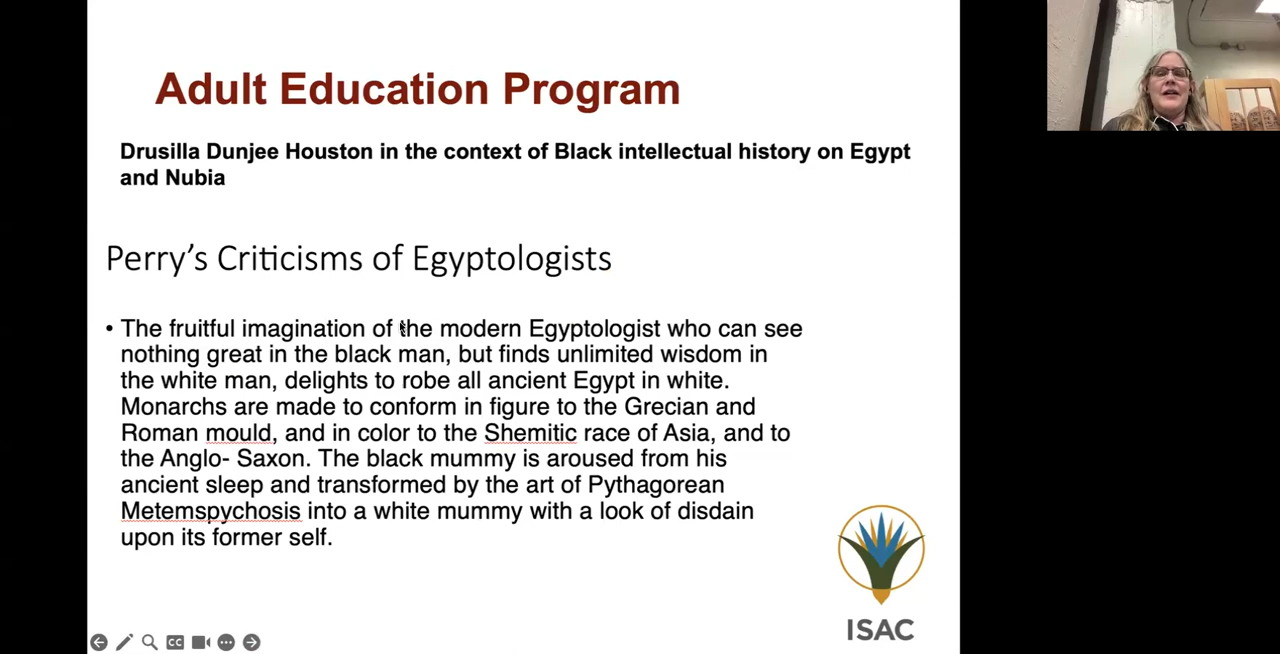 Adult Education Program
Drusilla Dunjee Houston in the context of Black intellectual history on Egypt
and Nubia
Perry's Criticisms of Egyptologists
• The fruitful imagination of the modern Egyptologist who can see
nothing great in the black man, but finds unlimited wisdom in
the white man, delights to robe all ancient Egypt in white.
Monarchs are made to conform in figure to the Grecian and
Roman mould, and in color to the Shemitic race of Asia, and to
the Anglo- Saxon. The black mummy is aroused from his
ancient sleep and transformed by the art of Pythagorean
Metemspychosis into a white mummy with a look of disdain
upon its former self.
ISAC
CC